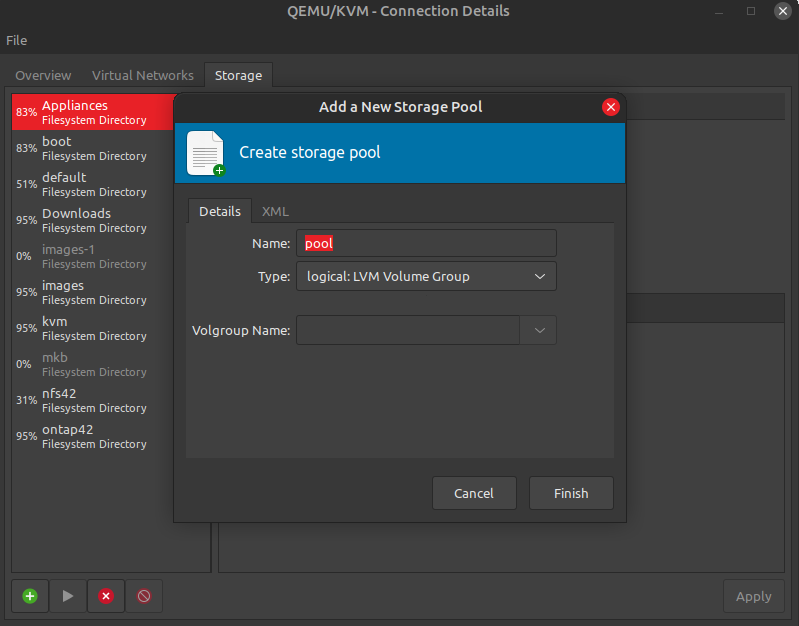 QEMU/KVM - Connection Details
File
Overview
Virtual Networks
Storage
83%
Appliances
Filesystem Directory
83%
boot
Filesystem Directory
51%
default
Filesystem Directory
95%
Downloads
Filesystem Directory
0%
images-1
Filesystem Directory
95%
images
Filesystem Directory
95%
kvm
Filesystem Directory
0%
mkb
Filesystem Directory
31%
nfs42
Filesystem Directory
95%
ontap42
Filesystem Directory
Add a New Storage Pool
Create storage pool
Details
XML
Name: pool
Type: logical: LVM Volume Group
Volgroup Name:
Cancel
Finish
Apply